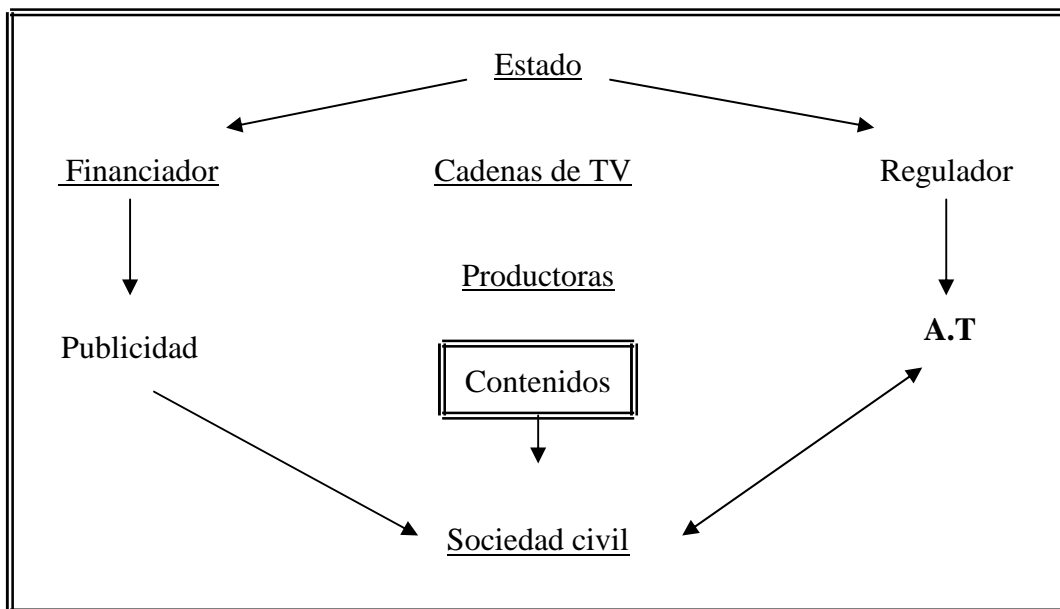 Estado
Financiador
Cadenas de TV
Regulador
Productoras
A.T
Publicidad
Contenidos
Sociedad civil